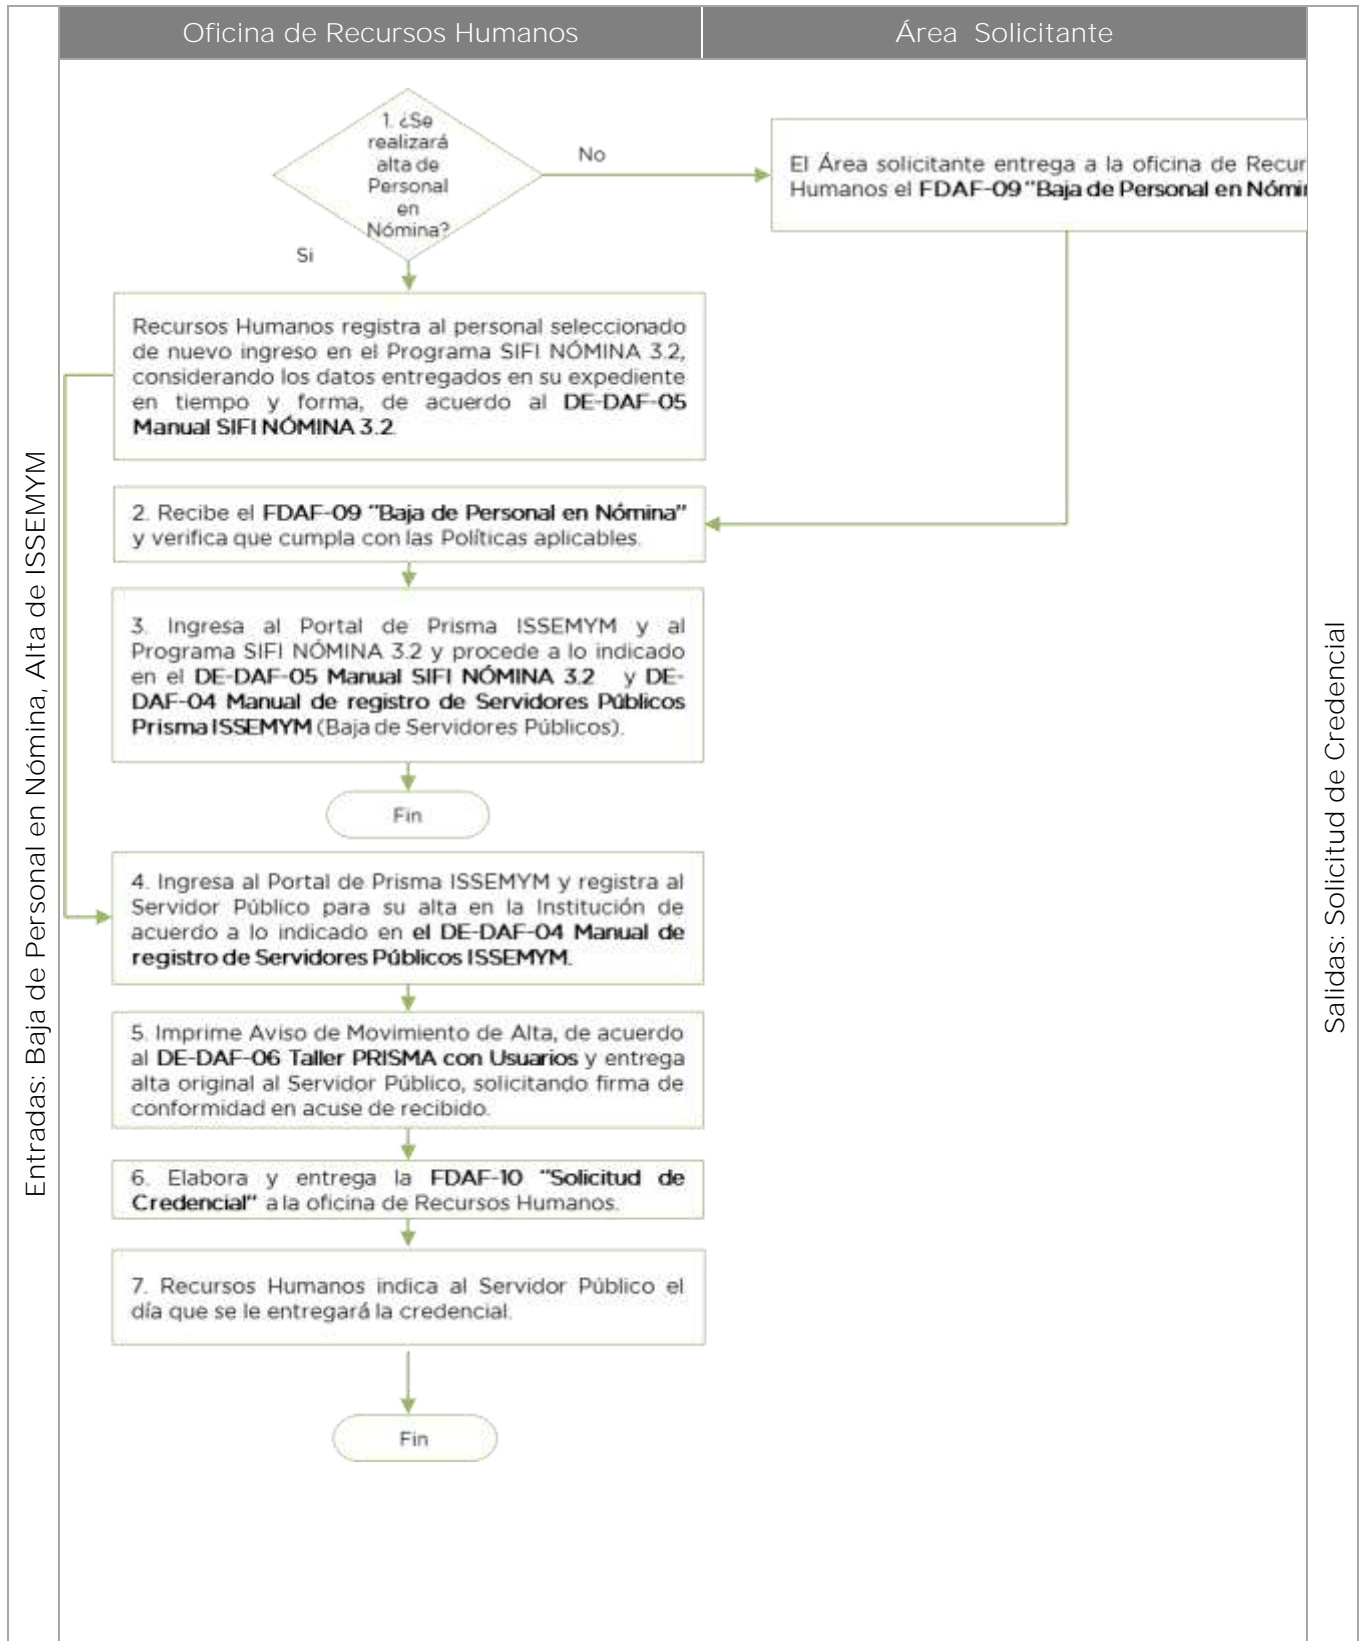 Oficina de Recursos Humanos
Área Solicitante
Entradas: Baja de Personal en Nómina, Alta de ISSEMYM
1. ¿Se
realizará
alta de
Personal
en
Nómina?
No
Si
El Área solicitante entrega a la oficina de Recur
Humanos el FDAF-09 "Baja de Personal en Nómi
Recursos Humanos registra al personal seleccionado
de nuevo ingreso en el Programa SIFI NÓMINA 3.2,
considerando los datos entregados en su expediente
en tiempo y forma, de acuerdo al DE-DAF-05
Manual SIFI NÓMINA 3.2.
2. Recibe el FDAF-09 "Baja de Personal en Nómina"
y verifica que cumpla con las Políticas aplicables.
3. Ingresa al Portal de Prisma ISSEMYM y al
Programa SIFI NÓMINA 3.2 y procede a lo indicado
en el DE-DAF-05 Manual SIFI NÓMINA 3.2 y DE-
DAF-04 Manual de registro de Servidores Públicos
Prisma ISSEMYM (Baja de Servidores Públicos).
Fin
4. Ingresa al Portal de Prisma ISSEMYM y registra al
Servidor Público para su alta en la Institución de
acuerdo a lo indicado en el DE-DAF-04 Manual de
registro de Servidores Públicos ISSEMYM.
5. Imprime Aviso de Movimiento de Alta, de acuerdo
al DE-DAF-06 Taller PRISMA con Usuarios y entrega
alta original al Servidor Público, solicitando firma de
conformidad en acuse de recibido.
6. Elabora y entrega la FDAF-10 "Solicitud de
Credencial" a la oficina de Recursos Humanos.
7. Recursos Humanos indica al Servidor Público el
día que se le entregará la credencial.
Fin
Salidas: Solicitud de Credencial